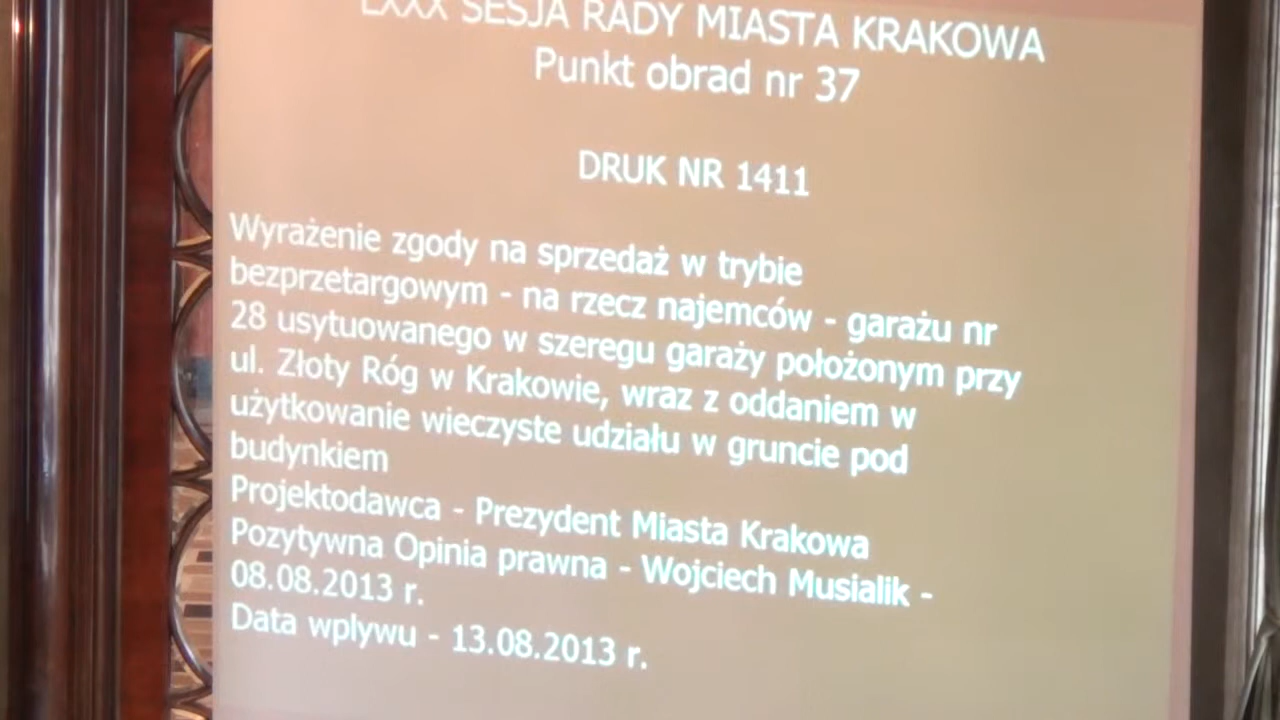 LXXX SESJA RADY MIASTA KRAKOWA
Punkt obrad nr 37
DRUK NR 1411
Wyrażenie zgody na sprzedaż w trybie
bezprzetargowym - na rzecz najemców - garażu nr
28 usytuowanego w szeregu garaży położonym przy
ul. Złoty Róg w Krakowie, wraz z oddaniem w
użytkowanie wieczyste udziału w gruncie pod
budynkiem
Projektodawca - Prezydent Miasta Krakowa
Pozytywna Opinia prawna - Wojciech Musialik -
08.08.2013 r.
Data wpływu - 13.08.2013 r.